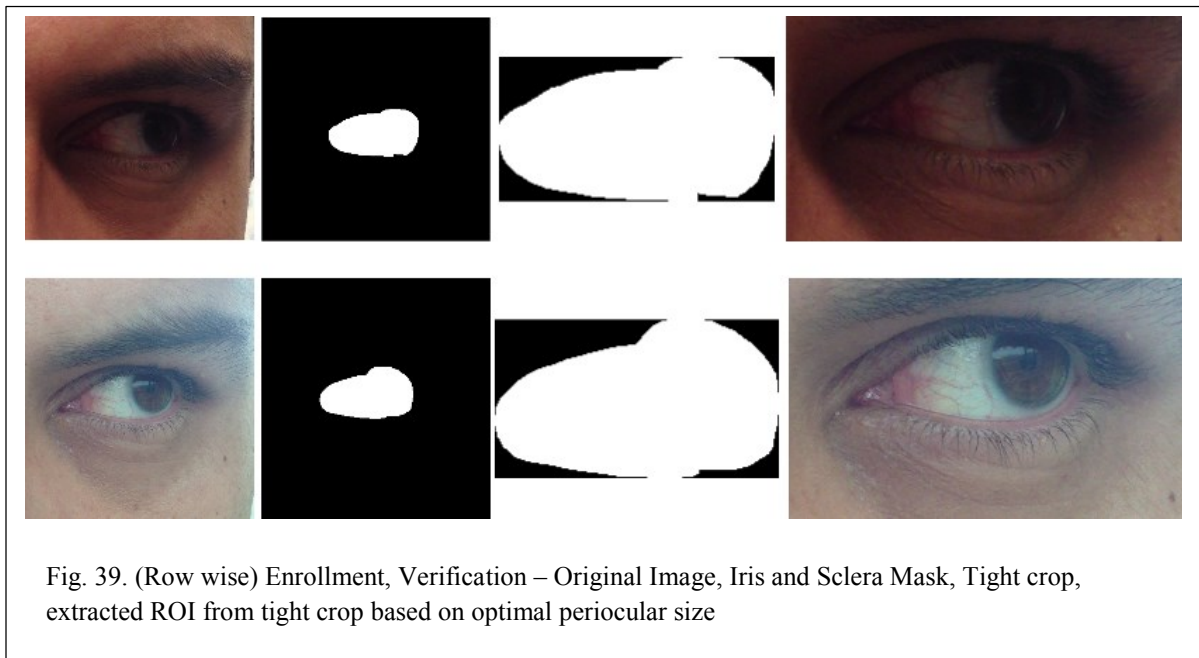 Fig. 39. (Row wise) Enrollment, Verification – Original Image, Iris and Sclera Mask, Tight crop,
extracted ROI from tight crop based on optimal periocular size